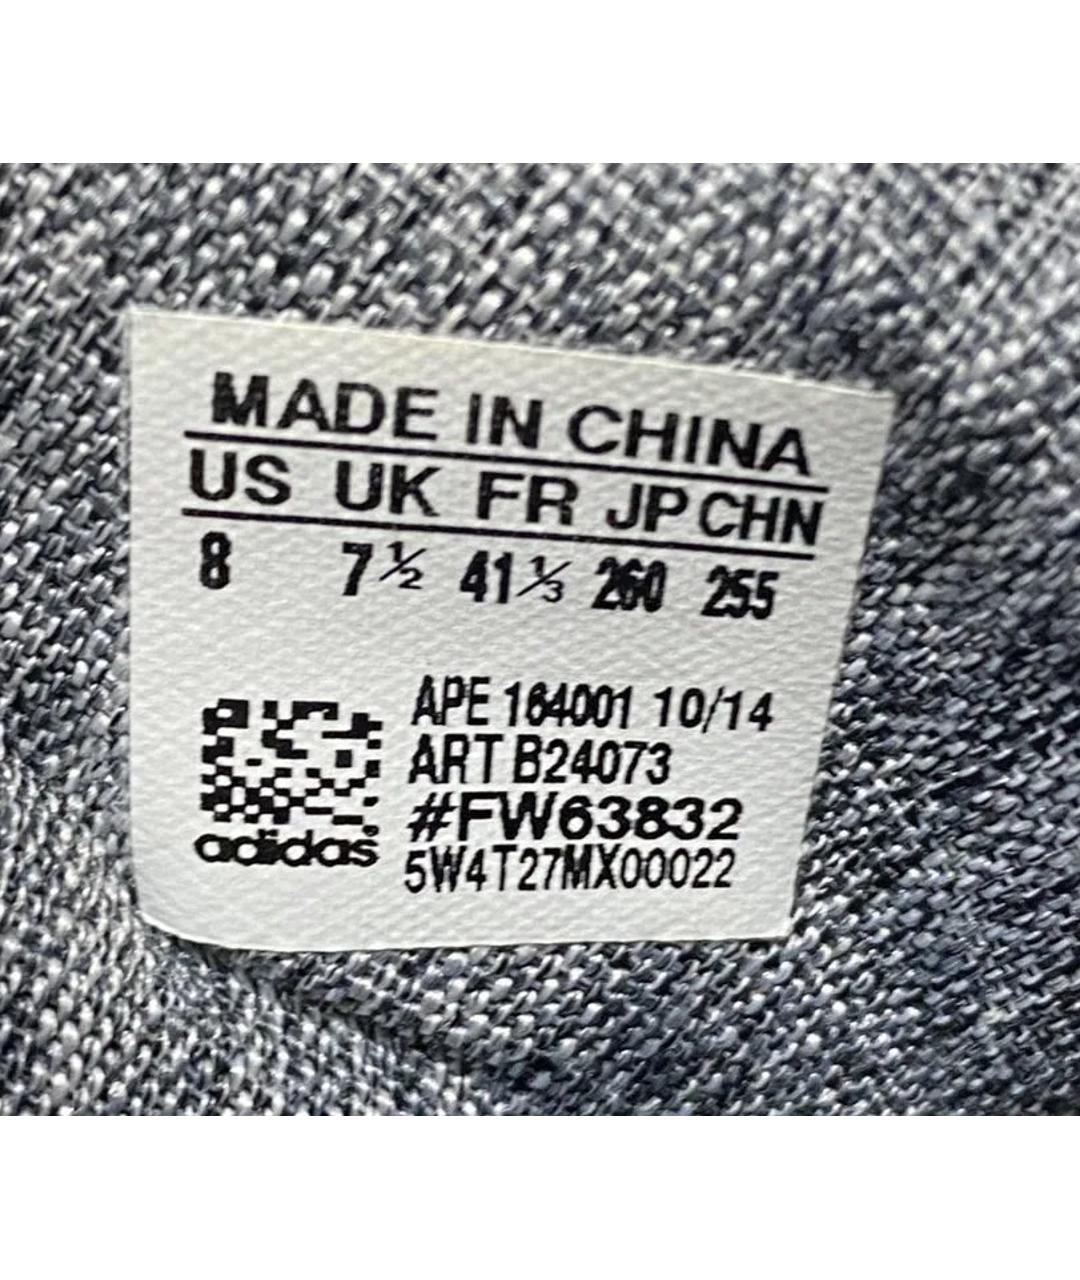 MADE IN CHINA
US UK FR JP CHN
8 7½ 41⅓ 260 255
APE 164001 10/14
ART B24073
#FW63832
adidas 5W4T27MX00022